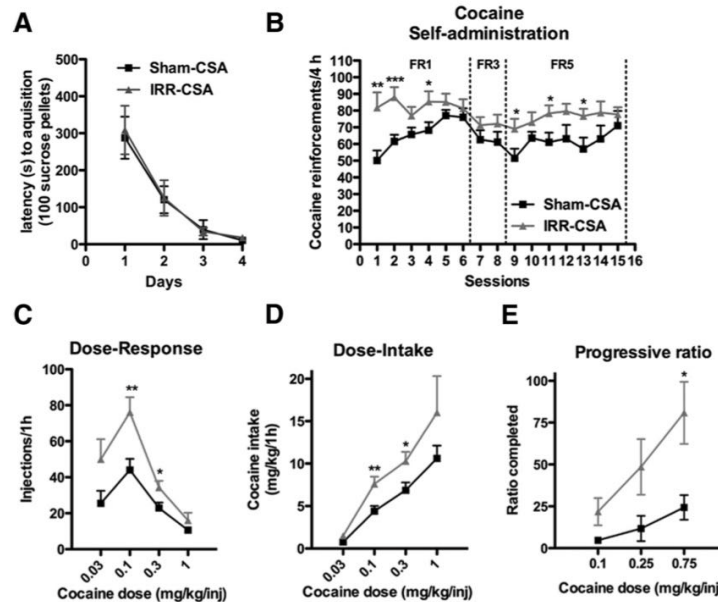 A
Sham-CSA
IRR-CSA
latency (s) to aquisition
(100 sucrose pellets)
500
400
300
200
100
0
0 1 2 3 4
Days
B
Cocaine
Self-administration
FR1 FR3 FR5
** *** * * * *
Cocaine reinforcements/4 h
110
100
90
80
70
60
50
40
30
20
10
0
Sham-CSA
IRR-CSA
0 1 2 3 4 5 6 7 8 9 10 11 12 13 14 15 16
Sessions
C
Dose-Response
Injections/1h
100
80
60
40
20
0
**
*
0.03 0.1 0.3 1
Cocaine dose (mg/kg/inj)
D
Dose-Intake
Cocaine intake
(mg/kg/1h)
20
15
10
5
0
**
*
0.03 0.1 0.3 1
Cocaine dose (mg/kg/inj)
E
Progressive ratio
Ratio completed
100
75
50
25
0
*
0.1 0.25 0.75
Cocaine dose (mg/kg/inj